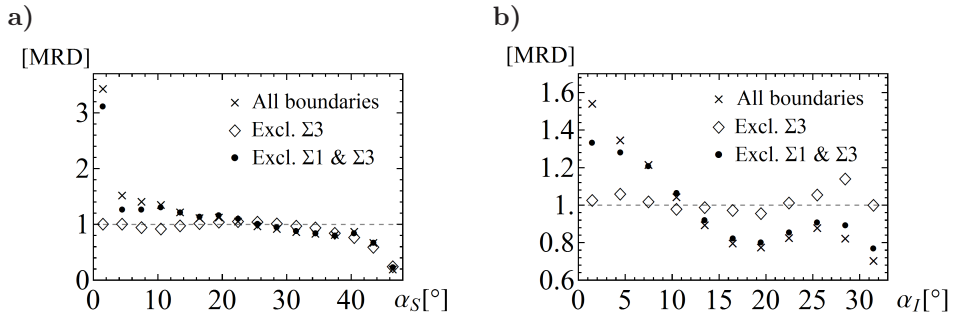 a)
[MRD]
× All boundaries
◇ Excl. Σ3
• Excl. Σ1 & Σ3
3
2
1
0
0 10 20 30 40 α_S[°]
b)
[MRD]
1.6
× All boundaries
◇ Excl. Σ3
• Excl. Σ1 & Σ3
1.4
1.2
1
0.8
0.6
0 5 10 15 20 25 30 α_I[°]